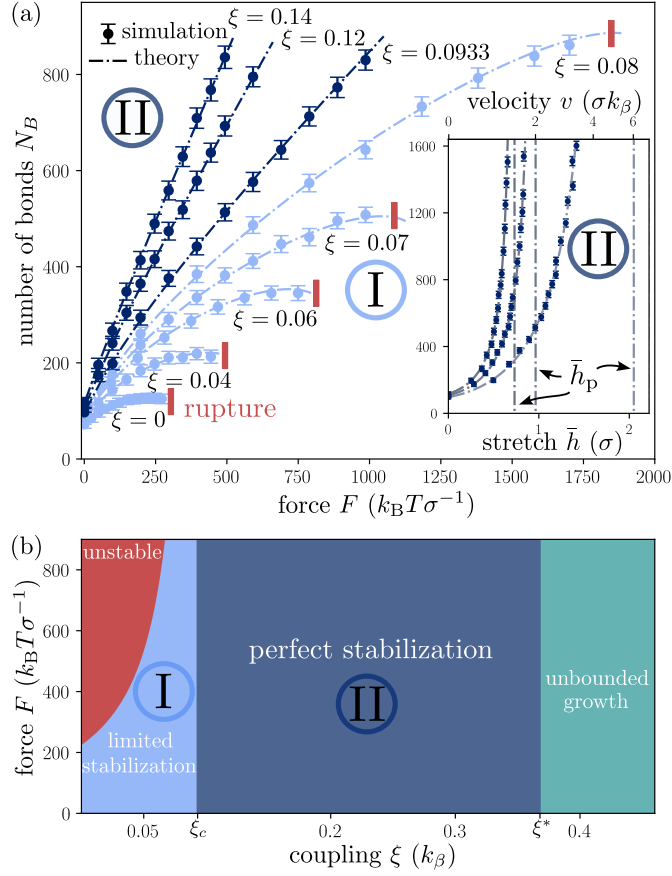 (a)
simulation
theory
ξ = 0.14
ξ = 0.12
ξ = 0.0933
ξ = 0.08
ξ = 0.07
ξ = 0.06
ξ = 0.04
ξ = 0
rupture
II
I
number of bonds N_B
0
200
400
600
800
0 250 500 750 1000 1250 1500 1750 2000
force F (k_BTσ⁻¹)
velocity v (σk_β)
0 2 4 6
0
400
800
1200
1600
II
h̄_p
0 1 2
stretch h̄ (σ)
(b)
unstable
I
limited
stabilization
perfect stabilization
II
unbounded
growth
force F (k_BTσ⁻¹)
0
200
400
600
800
0.05 ξ_c 0.2 0.3 ξ* 0.4
coupling ξ (k_β)